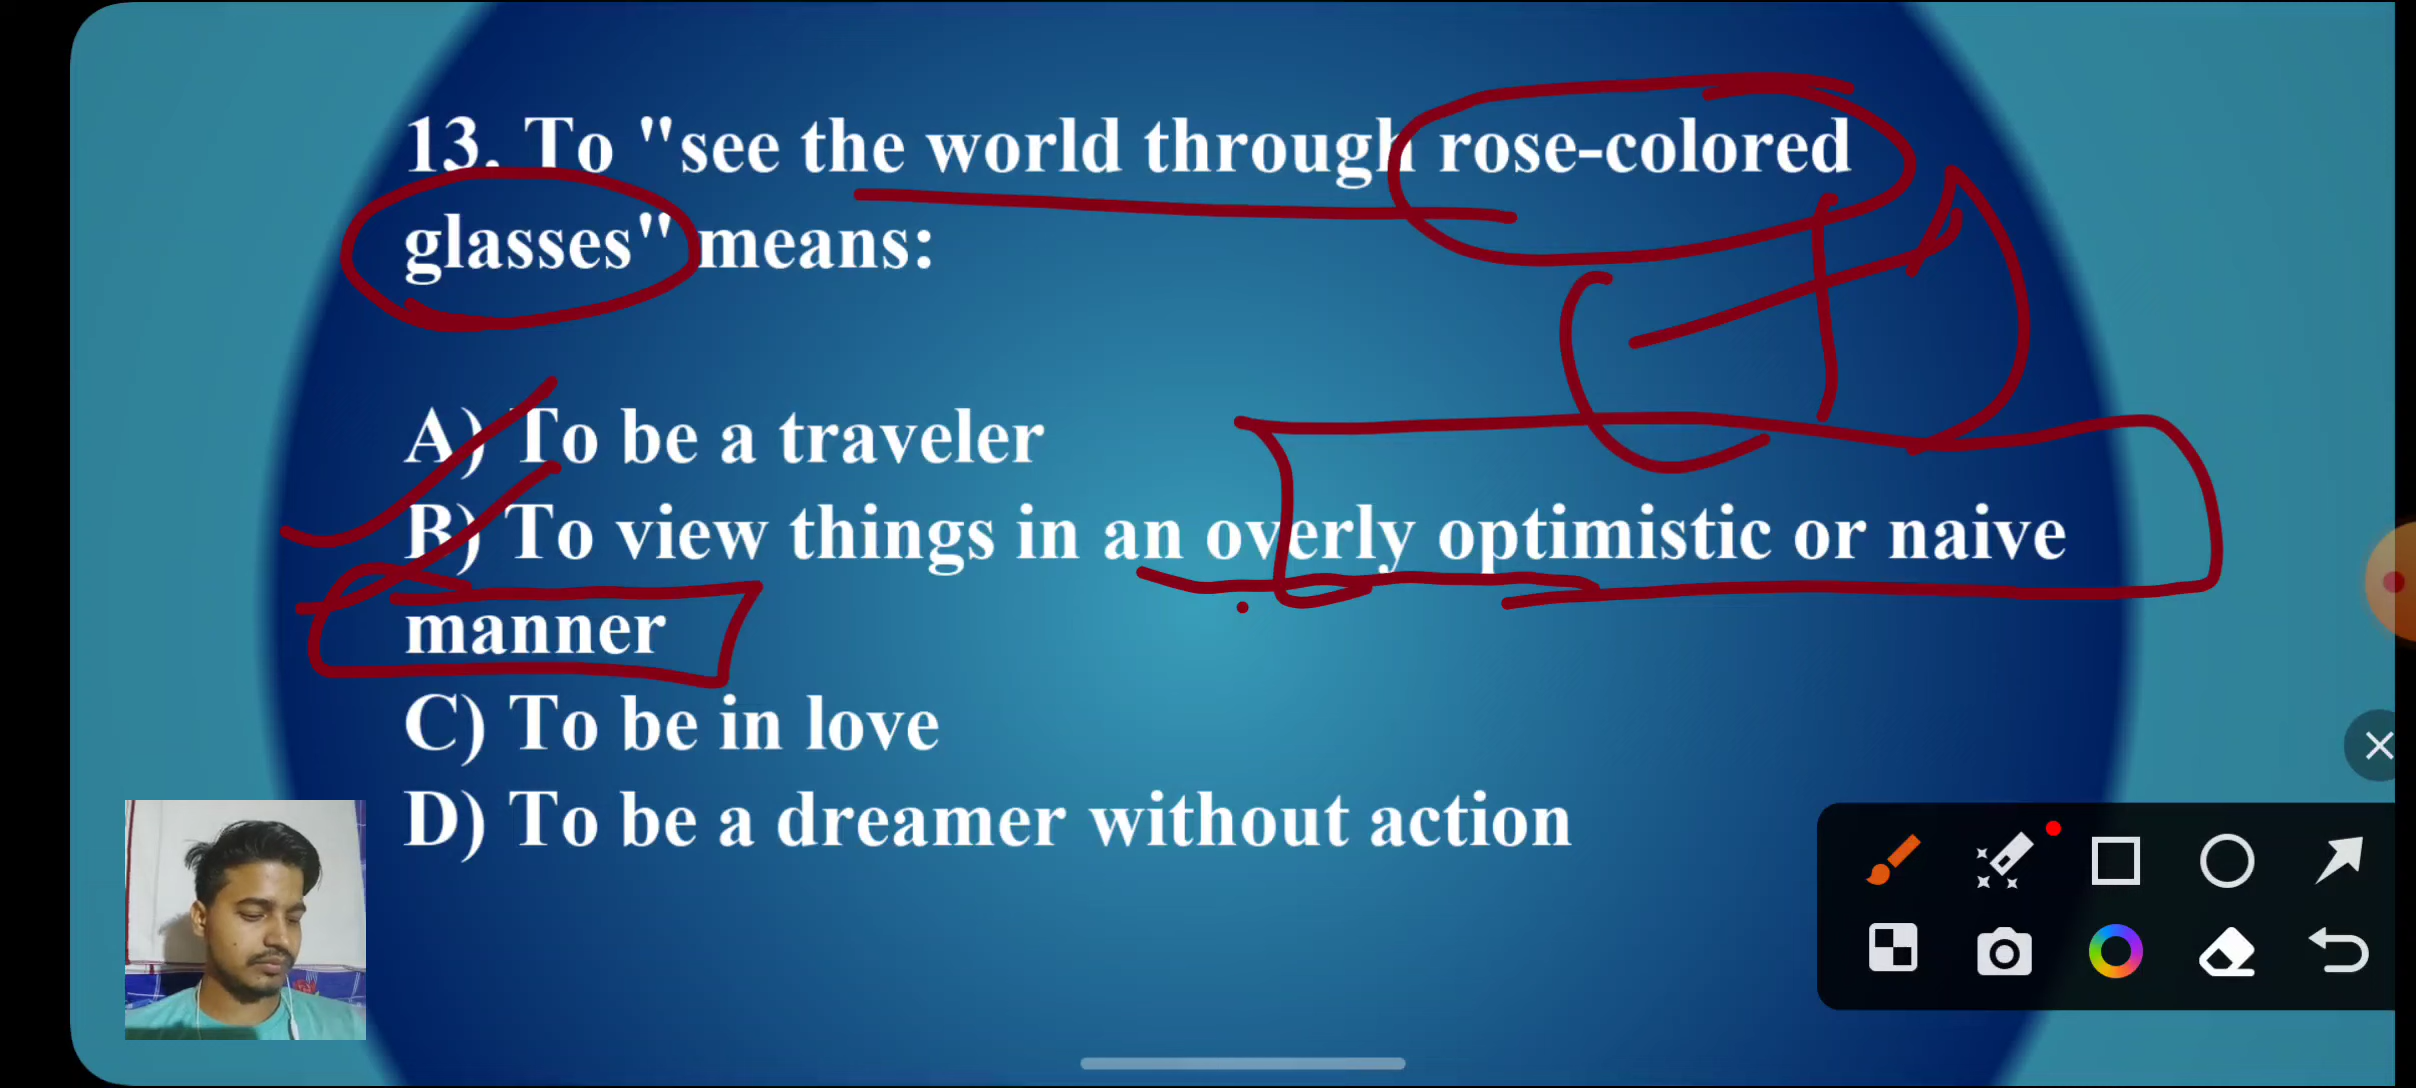 13. To "see the world through rose-colored
glasses" means:
A) To be a traveler
B) To view things in an overly optimistic or naive
manner
C) To be in love
D) To be a dreamer without action